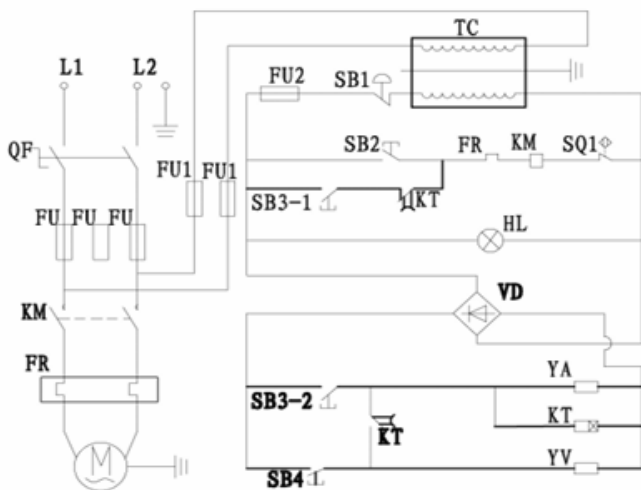 TC
L1 L2
FU2 SB1
QF
SB2 FR KM SQ1
FU1 FU1
SB3-1 KT
FU FU FU
HL
VD
KM
FR
YA
SB3-2
KT
KT
YV
SB4
M